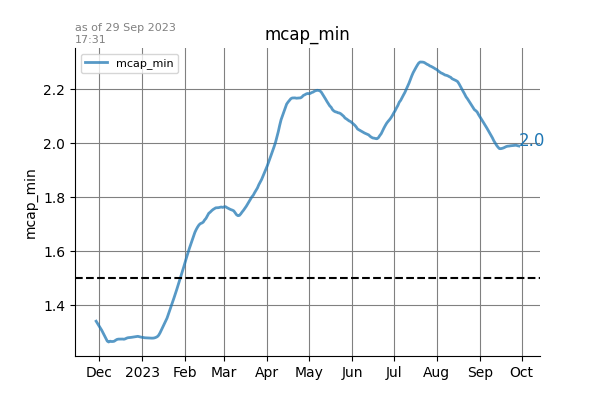 as of 29 Sep 2023
17:31
mcap_min
mcap_min
mcap_min
2.2
2.0
1.8
1.6
1.4
2.0
Dec 2023 Feb Mar Apr May Jun Jul Aug Sep Oct